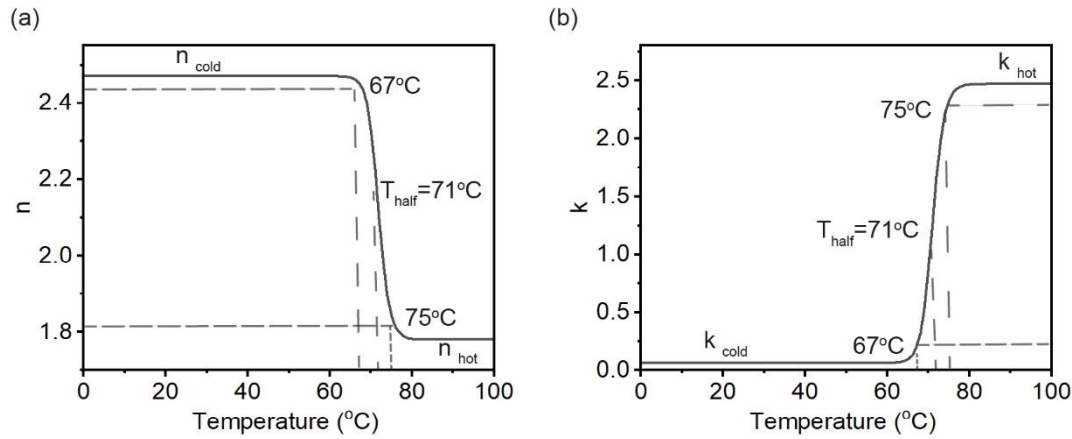 (a)
n cold
67°C
2.4
2.2
T half=71°C
n
2.0
75°C
1.8
n hot
0 20 40 60 80 100
Temperature (°C)
(b)
k hot
2.5
75°C
2.0
1.5
k
T half=71°C
1.0
0.5
k cold
67°C
0.0
0 20 40 60 80 100
Temperature (°C)